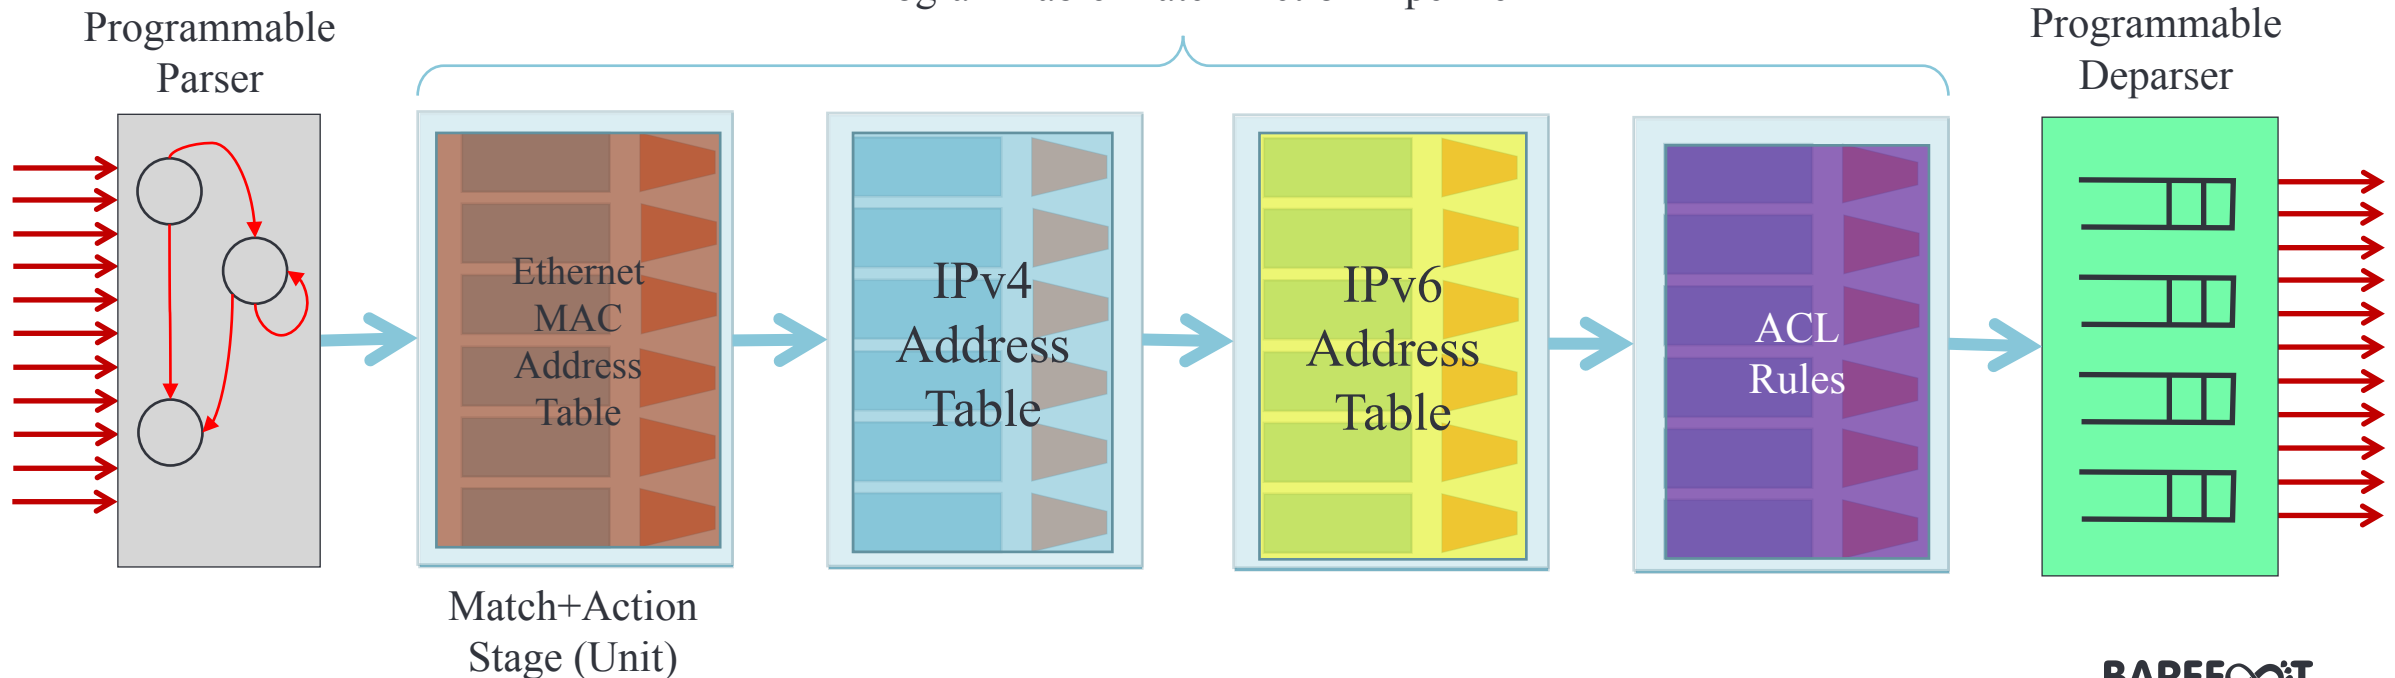 Programmable
Parser
Programmable
Deparser
Ethernet
MAC
Address
Table
IPv4
Address
Table
IPv6
Address
Table
ACL
Rules
Match+Action
Stage (Unit)
BAREFOOT